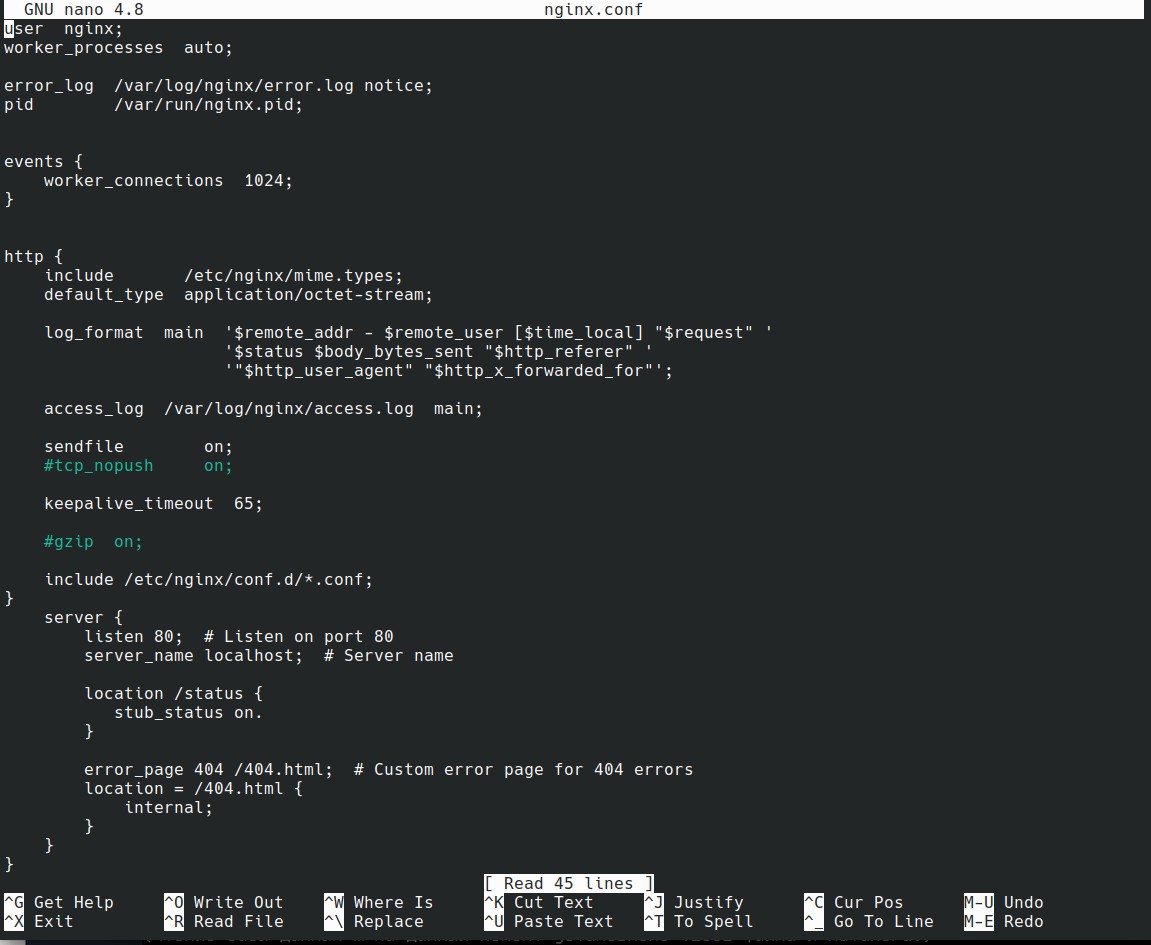 GNU nano 4.8 nginx.conf
user  nginx;
worker_processes  auto;

error_log  /var/log/nginx/error.log notice;
pid        /var/run/nginx.pid;


events {
    worker_connections  1024;
}


http {
    include       /etc/nginx/mime.types;
    default_type  application/octet-stream;

    log_format  main  '$remote_addr - $remote_user [$time_local] "$request" '
                      '$status $body_bytes_sent "$http_referer" '
                      '"$http_user_agent" "$http_x_forwarded_for"';

    access_log  /var/log/nginx/access.log  main;

    sendfile        on;
    #tcp_nopush     on;

    keepalive_timeout  65;

    #gzip  on;

    include /etc/nginx/conf.d/*.conf;
}
    server {
        listen 80;  # Listen on port 80
        server_name localhost;  # Server name

        location /status {
           stub_status on.
        }

        error_page 404 /404.html;  # Custom error page for 404 errors
        location = /404.html {
            internal;
        }
    }
}
[ Read 45 lines ]
^G Get Help  ^O Write Out  ^W Where Is  ^K Cut Text  ^J Justify  ^C Cur Pos  M-U Undo
^X Exit  ^R Read File  ^\ Replace  ^U Paste Text  ^T To Spell  ^_ Go To Line  M-E Redo